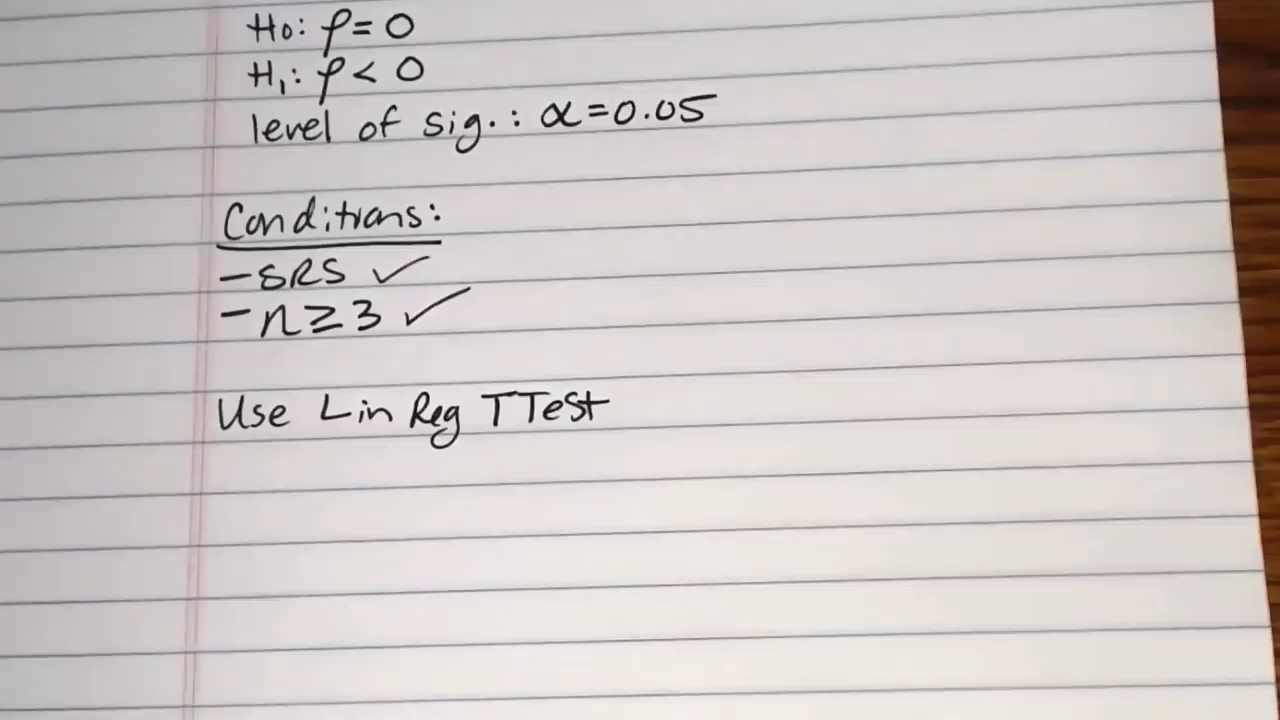 H0: ρ = 0
H1: ρ < 0
level of sig.: α = 0.05
Conditions:
- SRS ✓
- n ≥ 3 ✓
Use LinReg TTest